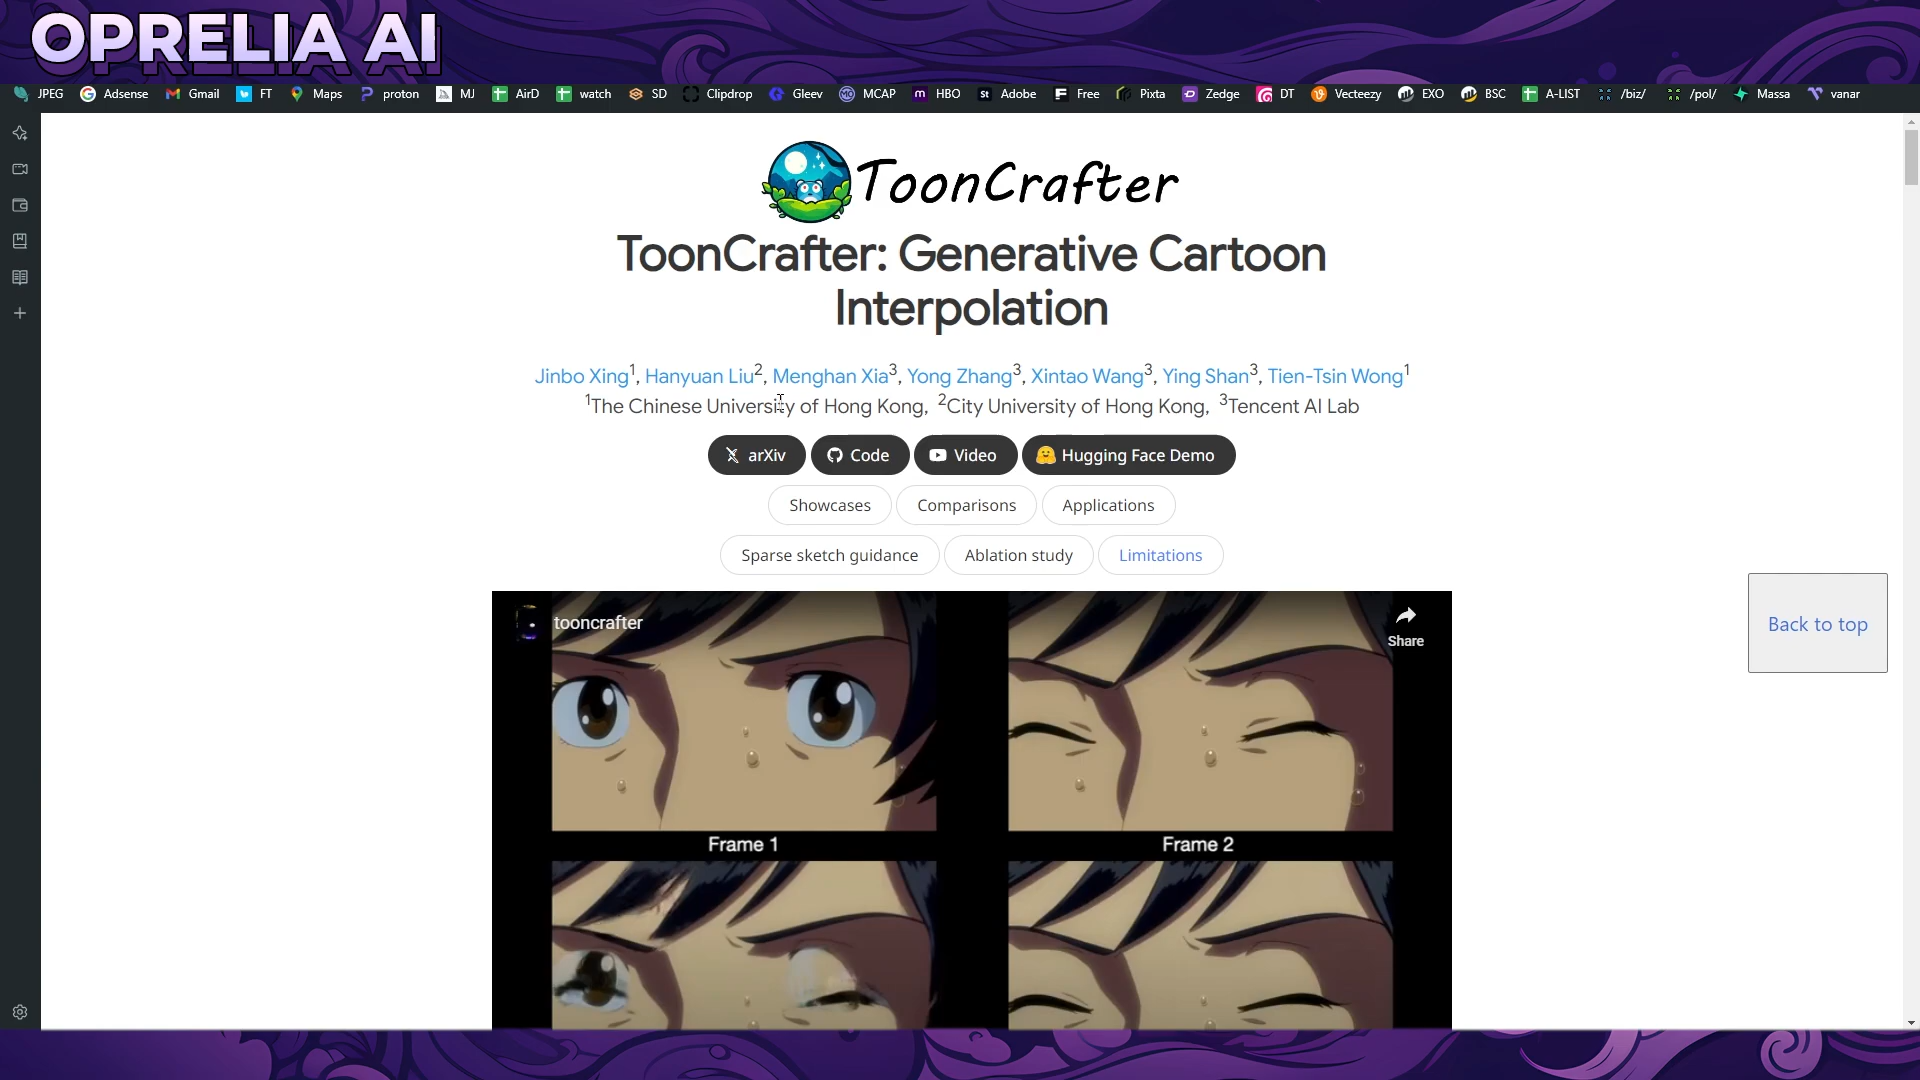 OPRELIA AI
JPEG Adsense Gmail FT Maps proton MJ AirD watch SD Clipdrop Gleev MCAP HBO Adobe Free Pixta Zedge DT Vecteezy EXO BSC A-LIST /biz/ /pol/ Massa vanar
ToonCrafter
ToonCrafter: Generative Cartoon
Interpolation
Jinbo Xing¹, Hanyuan Liu², Menghan Xia³, Yong Zhang³, Xintao Wang³, Ying Shan³, Tien-Tsin Wong¹
¹The Chinese University of Hong Kong, ²City University of Hong Kong, ³Tencent AI Lab
arXiv Code Video Hugging Face Demo
Showcases Comparisons Applications
Sparse sketch guidance Ablation study Limitations
tooncrafter
Share
Back to top
Frame 1 Frame 2